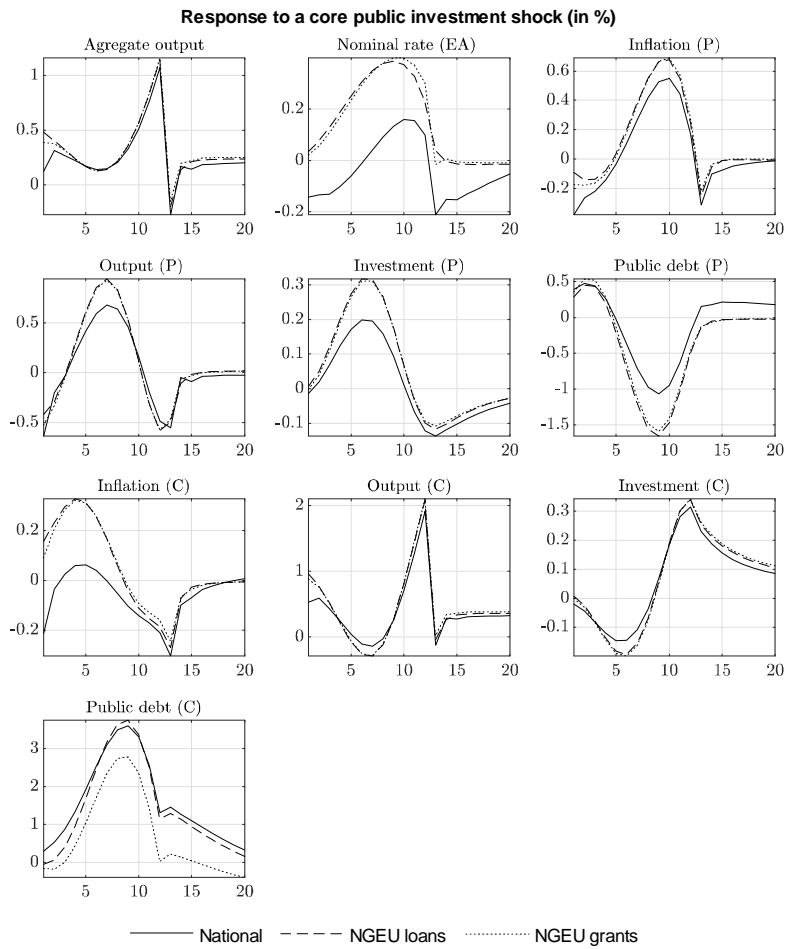 Response to a core public investment shock (in %)
Agregate output
Nominal rate (EA)
Inflation (P)
1
0.5
0
5 10 15 20
0.2
0
-0.2
5 10 15 20
0.6
0.4
0.2
0
-0.2
5 10 15 20
Output (P)
Investment (P)
Public debt (P)
0.5
0
-0.5
5 10 15 20
0.3
0.2
0.1
0
-0.1
5 10 15 20
0.5
0
-0.5
-1
-1.5
5 10 15 20
Inflation (C)
Output (C)
Investment (C)
0.2
0
-0.2
5 10 15 20
2
1
0
5 10 15 20
0.3
0.2
0.1
0
-0.1
5 10 15 20
Public debt (C)
3
2
1
0
5 10 15 20
National NGEU loans NGEU grants